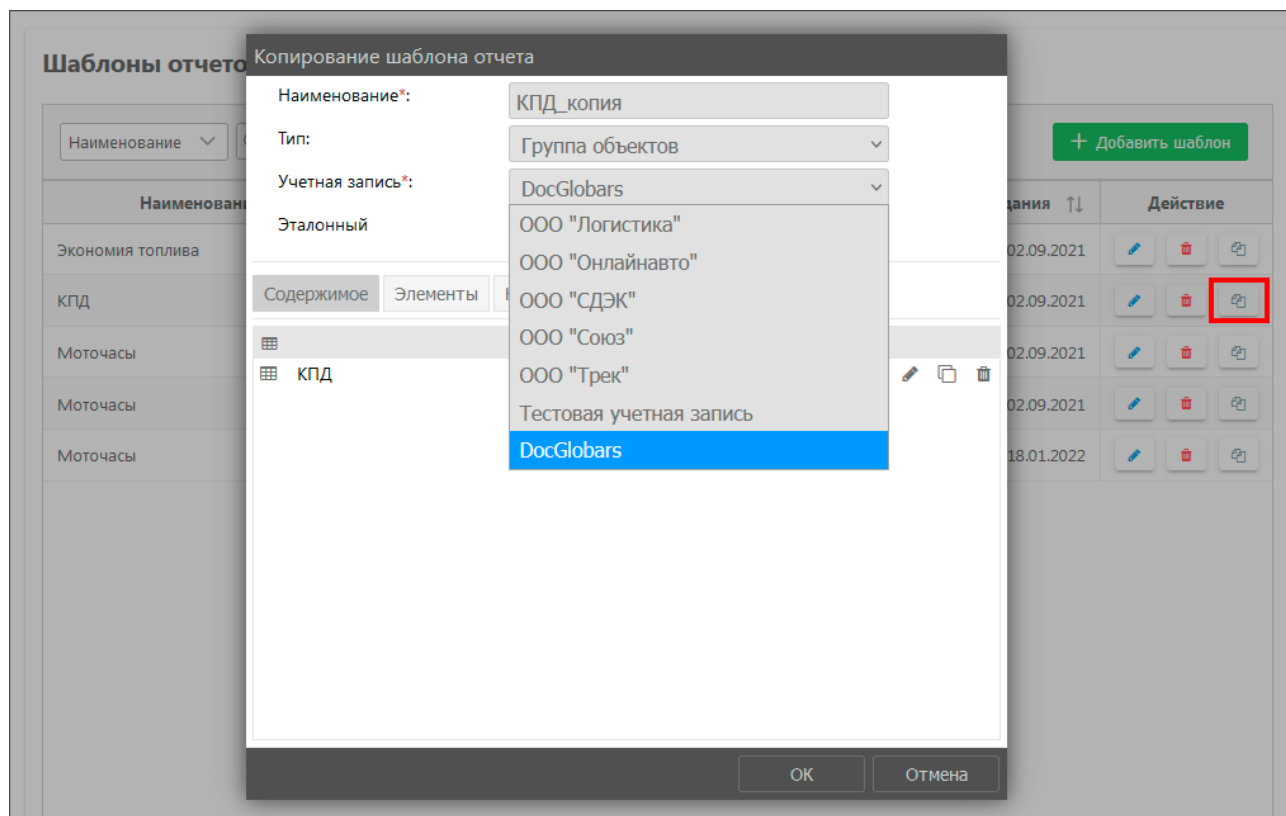 Шаблоны отчето
Копирование шаблона отчета
Наименование*:
КПД_копия
Наименование
Тип:
Группа объектов
+ Добавить шаблон
Учетная запись*:
DocGlobars
Эталонный
ООО "Логистика"
ООО "Онлайнавто"
ООО "СДЭК"
ООО "Союз"
ООО "Трек"
Тестовая учетная запись
DocGlobars
Наименован
дания
Действие
Экономия топлива
02.09.2021
Содержимое
Элементы
КПД
02.09.2021
Моточасы
02.09.2021
КПД
Моточасы
02.09.2021
Моточасы
18.01.2022
ОК
Отмена